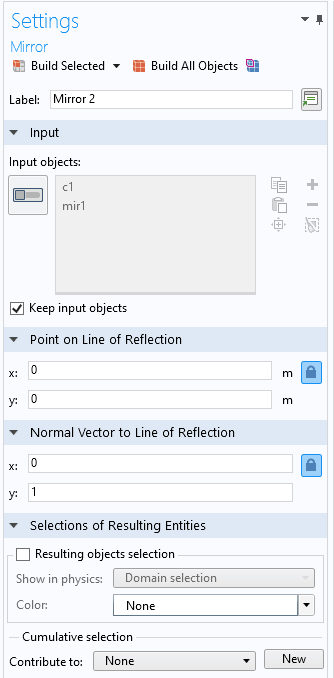 Settings
Mirror
Build Selected Build All Objects
Label: Mirror 2
Input
Input objects:
c1
mir1
Keep input objects
Point on Line of Reflection
x: 0 m
y: 0 m
Normal Vector to Line of Reflection
x: 0
y: 1
Selections of Resulting Entities
Resulting objects selection
Show in physics: Domain selection
Color: None
Cumulative selection
Contribute to: None New